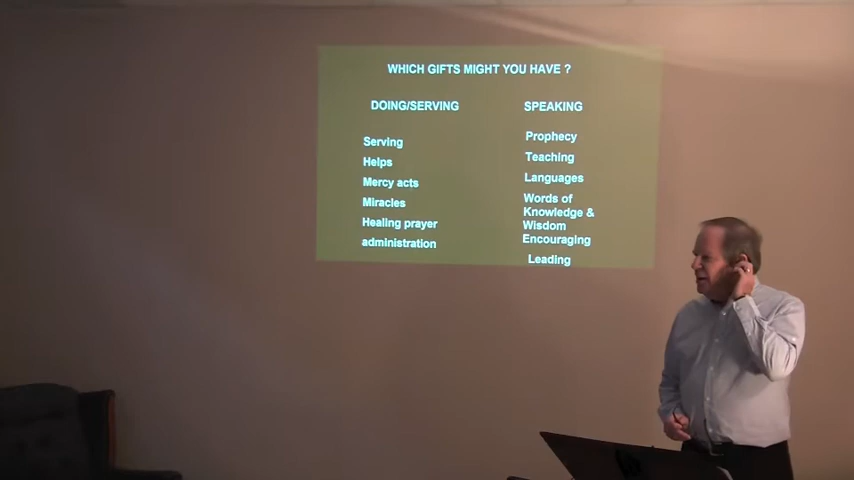 WHICH GIFTS MIGHT YOU HAVE ?
DOING/SERVING
Serving
Helps
Mercy acts
Miracles
Healing prayer
administration
SPEAKING
Prophecy
Teaching
Languages
Words of
Knowledge &
Wisdom
Encouraging
Leading